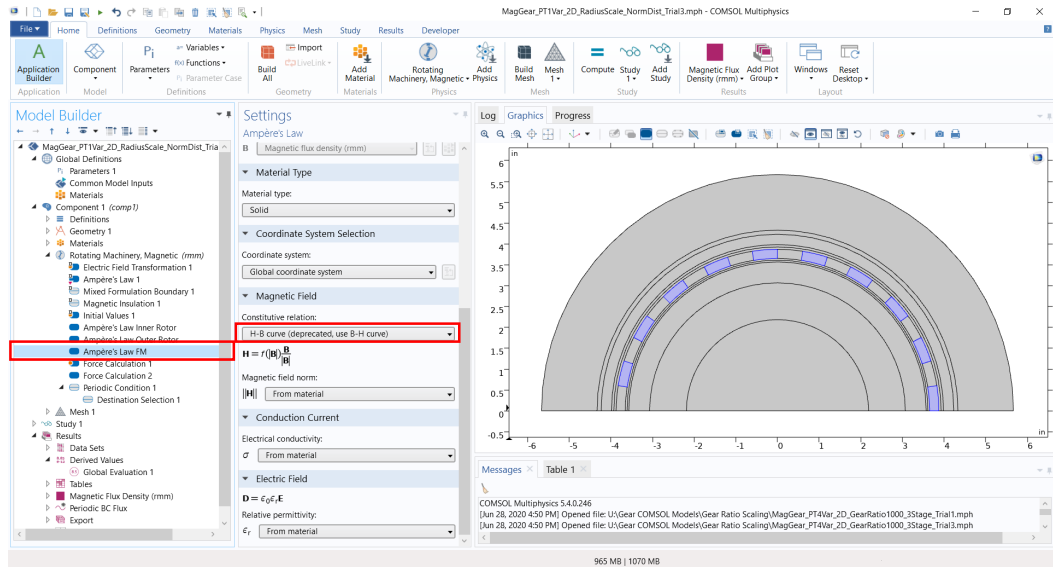 MagGear_PT1Var_2D_RadiusScale_NormDist_Trial3.mph - COMSOL Multiphysics
File Home Definitions Geometry Materials Physics Mesh Study Results Developer
Application Builder
Component
Parameters
Pi
a= Variables
f(x) Functions
Pi Parameter Case
Build All
Import
LiveLink
Add Material
Rotating Machinery, Magnetic
Add Physics
Build Mesh
Mesh 1
Compute
Study 1
Add Study
Magnetic Flux Density (rmm)
Add Plot Group
Windows
Reset Desktop
Application Model Definitions Geometry Materials Physics Mesh Study Results Layout
Model Builder
MagGear_PT1Var_2D_RadiusScale_NormDist_Tria
Global Definitions
Pi Parameters 1
Common Model Inputs
Materials
Component 1 (comp1)
Definitions
Geometry 1
Materials
Rotating Machinery, Magnetic (rmm)
Electric Field Transformation 1
Ampère's Law 1
Mixed Formulation Boundary 1
Magnetic Insulation 1
Initial Values 1
Ampère's Law Inner Rotor
Ampère's Law Outer Rotor
Ampère's Law FM
Force Calculation 1
Force Calculation 2
Periodic Condition 1
Destination Selection 1
Mesh 1
Study 1
Results
Data Sets
Derived Values
Global Evaluation 1
Tables
Magnetic Flux Density (rmm)
Periodic BC Flux
Export
Settings
Ampère's Law
B Magnetic flux density (rmm)
Material Type
Material type:
Solid
Coordinate System Selection
Coordinate system:
Global coordinate system
Magnetic Field
Constitutive relation:
H-B curve (deprecated, use B-H curve)
H = f(|B|) B/|B|
Magnetic field norm:
||H|| From material
Conduction Current
Electrical conductivity:
σ From material
Electric Field
D = ϵ0ϵrE
Relative permittivity:
ϵr From material
Log Graphics Progress
in
6
5.5
5
4.5
4
3.5
3
2.5
2
1.5
1
0.5
0
-0.5
-6 -5 -4 -3 -2 -1 0 1 2 3 4 5 6
in
Messages Table 1
COMSOL Multiphysics 5.4.0.246
[Jun 28, 2020 4:50 PM] Opened file: U:\Gear COMSOL Models\Gear Ratio Scaling\MagGear_PT4Var_2D_GearRatio1000_3Stage_Trial1.mph
[Jun 28, 2020 4:50 PM] Opened file: U:\Gear COMSOL Models\Gear Ratio Scaling\MagGear_PT4Var_2D_GearRatio1000_3Stage_Trial3.mph
965 MB | 1070 MB